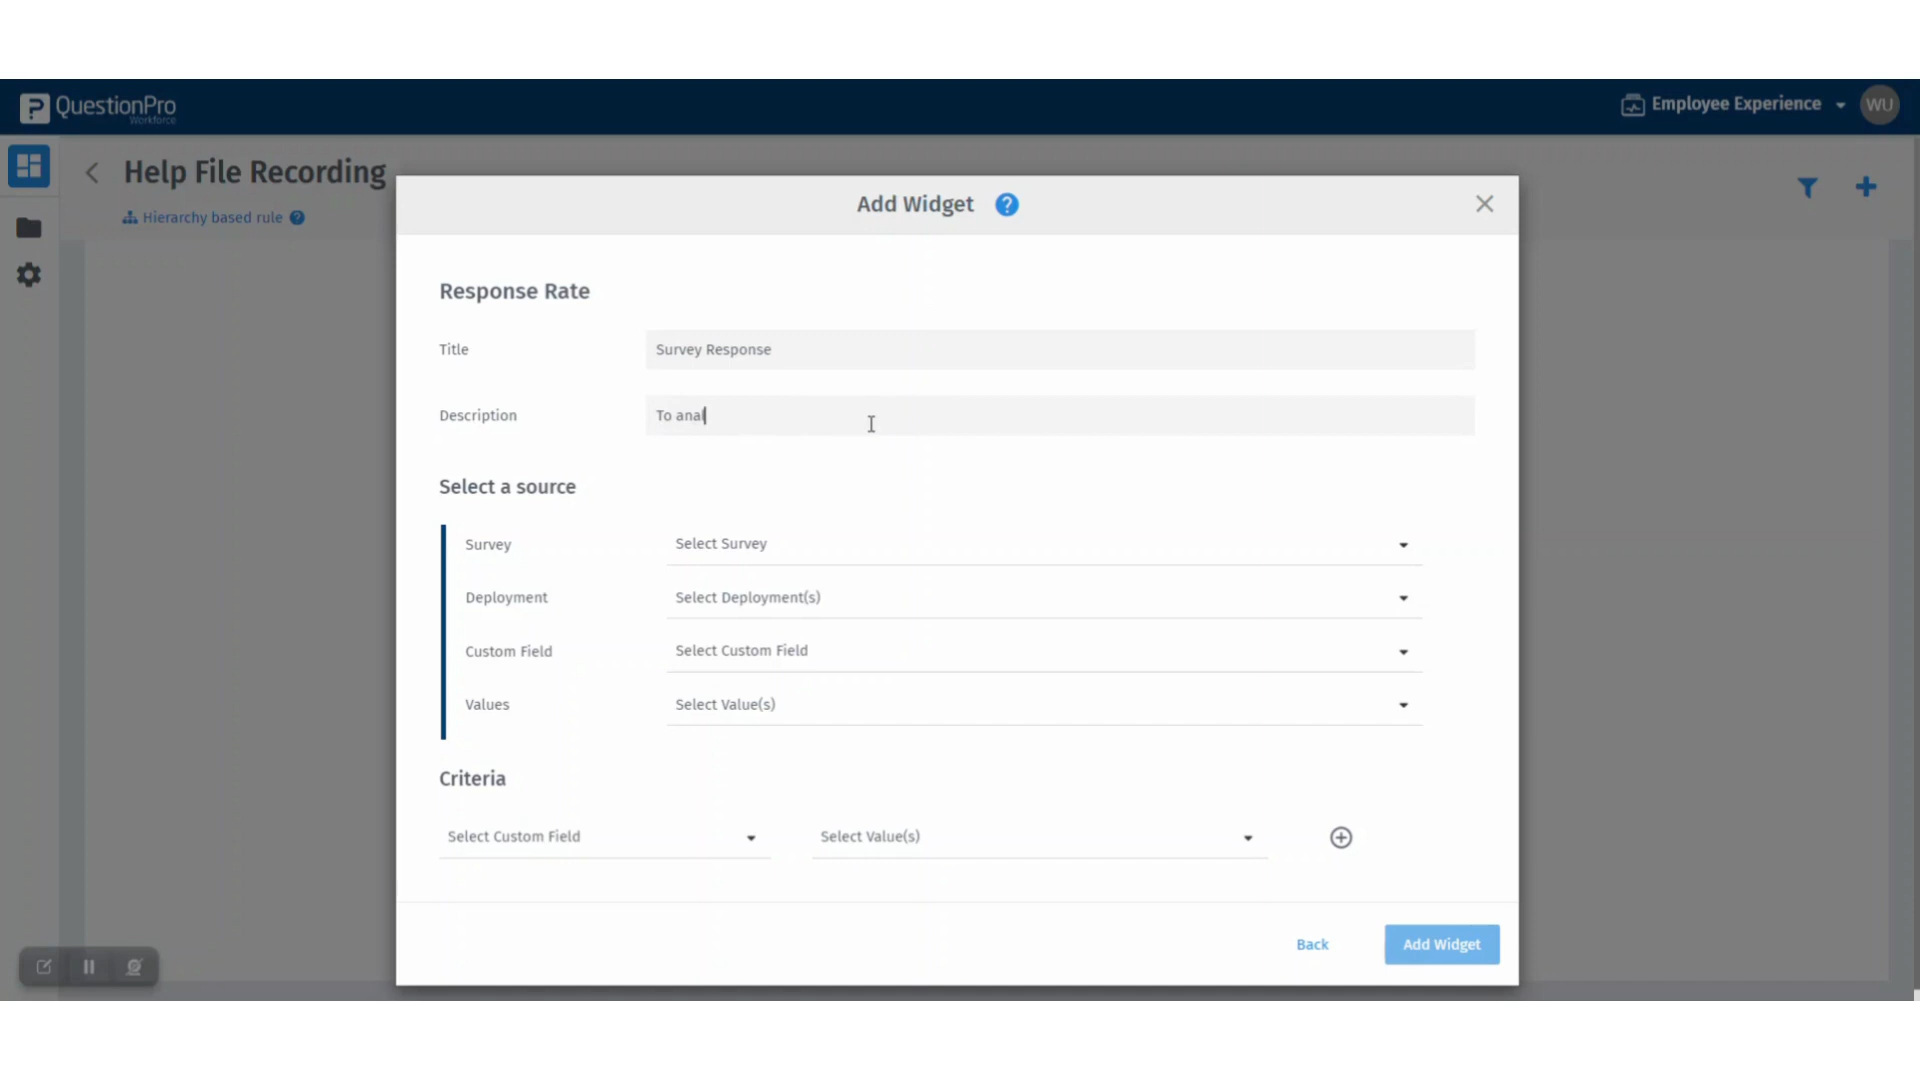 QuestionPro
Workforce
Employee Experience
WU
Help File Recording
Hierarchy based rule ?
Add Widget ?
Response Rate
Title
Survey Response
Description
To anal
Select a source
Survey
Select Survey
Deployment
Select Deployment(s)
Custom Field
Select Custom Field
Values
Select Value(s)
Criteria
Select Custom Field
Select Value(s)
Back
Add Widget